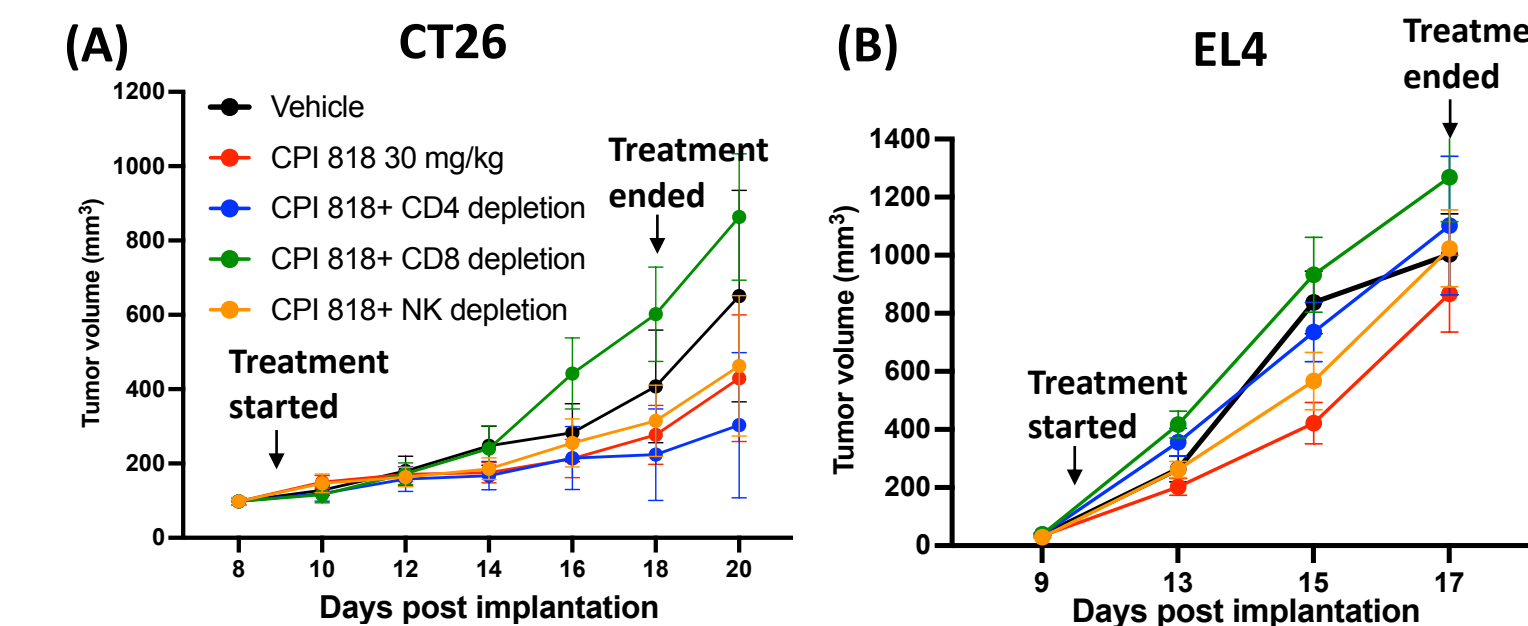 (A)
CT26
1200
1000
800
600
400
200
0
Tumor volume (mm³)
Vehicle
CPI 818 30 mg/kg
CPI 818+ CD4 depletion
CPI 818+ CD8 depletion
CPI 818+ NK depletion
Treatment
ended
Treatment
started
8 10 12 14 16 18 20
Days post implantation
(B)
EL4
Treatme
ended
1400
1200
1000
800
600
400
200
0
Tumor volume (mm³)
Treatment
started
9 13 15 17
Days post implantation